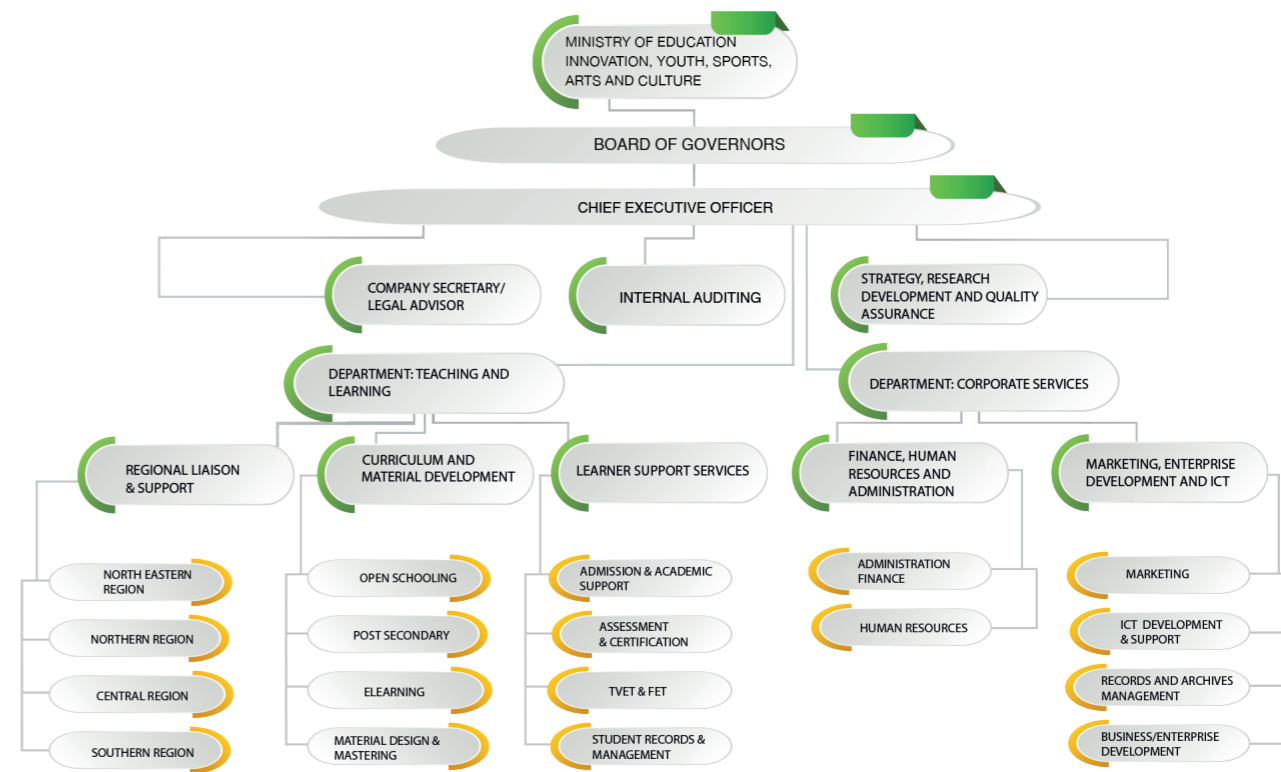 MINISTRY OF EDUCATION
INNOVATION, YOUTH, SPORTS,
ARTS AND CULTURE
BOARD OF GOVERNORS
CHIEF EXECUTIVE OFFICER
COMPANY SECRETARY/
LEGAL ADVISOR
INTERNAL AUDITING
STRATEGY, RESEARCH
DEVELOPMENT AND QUALITY
ASSURANCE
DEPARTMENT: TEACHING AND
LEARNING
DEPARTMENT: CORPORATE SERVICES
REGIONAL LIAISON
& SUPPORT
CURRICULUM AND
MATERIAL DEVELOPMENT
LEARNER SUPPORT SERVICES
FINANCE, HUMAN
RESOURCES AND
ADMINISTRATION
MARKETING, ENTERPRISE
DEVELOPMENT AND ICT
NORTH EASTERN
REGION
NORTHERN REGION
CENTRAL REGION
SOUTHERN REGION
OPEN SCHOOLING
POST SECONDARY
ELEARNING
MATERIAL DESIGN &
MASTERING
ADMISSION & ACADEMIC
SUPPORT
ASSESSMENT
& CERTIFICATION
TVET & FET
STUDENT RECORDS &
MANAGEMENT
ADMINISTRATION
FINANCE
HUMAN RESOURCES
MARKETING
ICT DEVELOPMENT
& SUPPORT
RECORDS AND ARCHIVES
MANAGEMENT
BUSINESS/ENTERPRISE
DEVELOPMENT